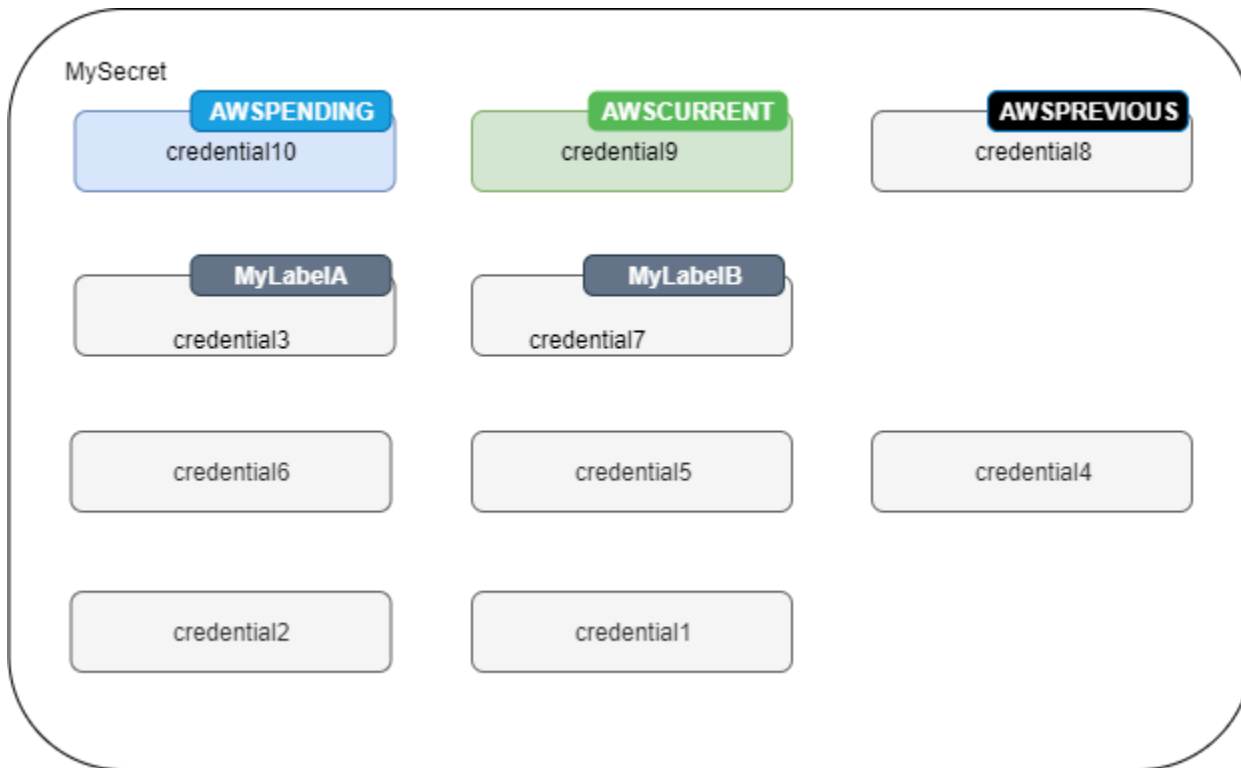 MySecret
AWSPENDING
credential10
AWSCURRENT
credential9
AWSPREVIOUS
credential8
MyLabelA
credential3
MyLabelB
credential7
credential6
credential5
credential4
credential2
credential1